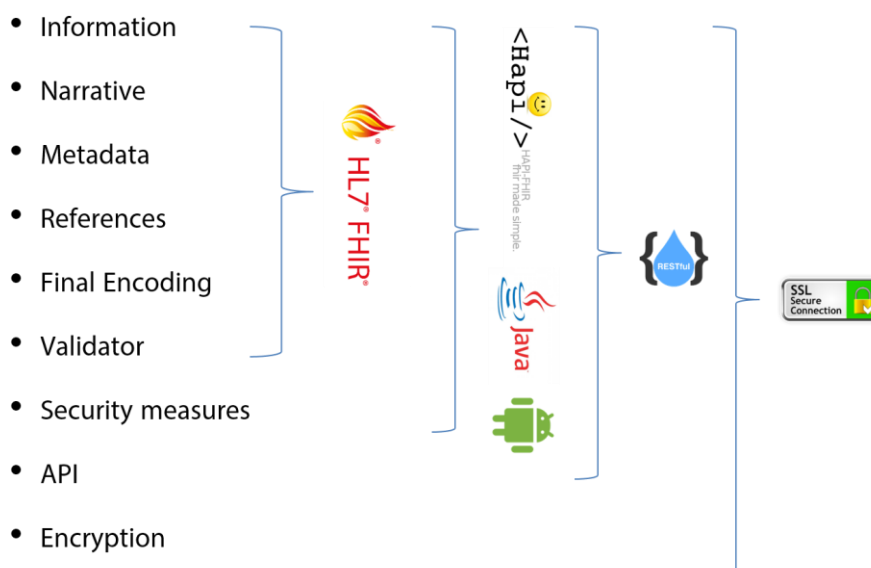 Information
Narrative
Metadata
References
Final Encoding
Validator
Security measures
API
Encryption
HL7® FHIR®
<Hapi/>
HAPI-FHIR
fhir made simple.
Java
{RESTful}
SSL
Secure
Connection